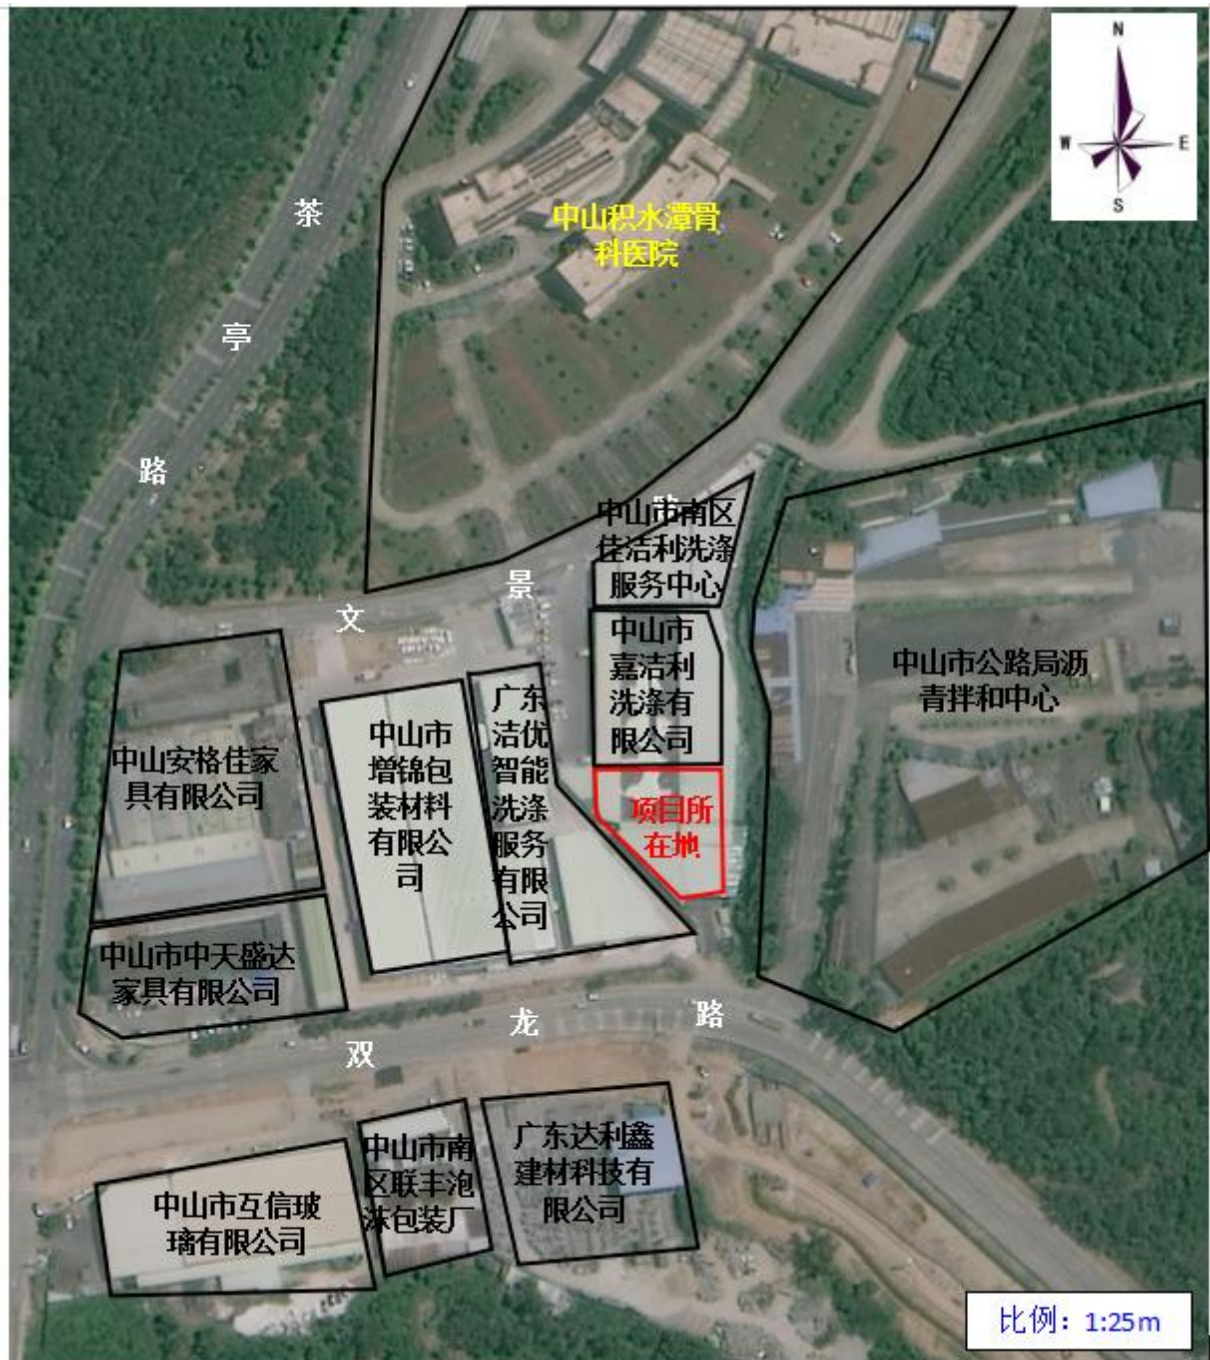 N
W
E
S
茶
亭
路
中山积水潭骨
科医院
文
景
路
中山市南区
佳洁利洗涤
服务中心
中山市
嘉洁利
洗涤有
限公司
中山市公路局沥
青拌和中心
广东
洁优
智能
洗涤
服务
有限
公司
中山市
增锦包
装材料
有限公
司
中山安格佳家
具有限公司
项目所
在地
中山市中天盛达
家具有限公司
双
龙
路
中山市互信玻
璃有限公司
中山市南
区联丰泡
沫包装厂
广东达利鑫
建材科技有
限公司
比例：1:25m